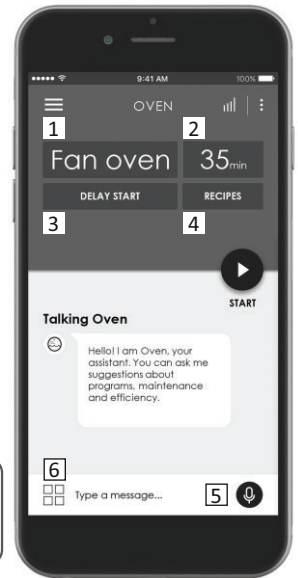 9:41 AM 100%
OVEN
1 2
Fan oven 35min
DELAY START RECIPES
3 4
START
Talking Oven
Hello! I am Oven, your
assistant. You can ask me
suggestions about
programs, maintenance
and efficiency.
6
Type a message... 5